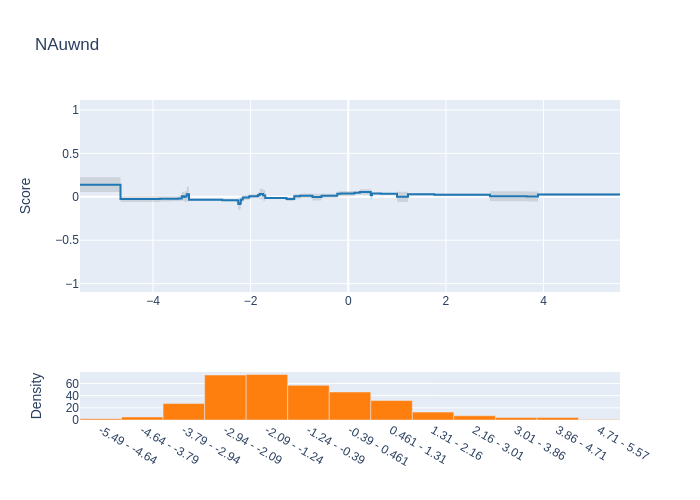 NAuwnd
Score
1
0.5
0
−0.5
−1
−4
−2
0
2
4
Density
60
40
20
0
-5.49 - -4.64
-4.64 - -3.79
-3.79 - -2.94
-2.94 - -2.09
-2.09 - -1.24
-1.24 - -0.39
-0.39 - 0.461
0.461 - 1.31
1.31 - 2.16
2.16 - 3.01
3.01 - 3.86
3.86 - 4.71
4.71 - 5.57